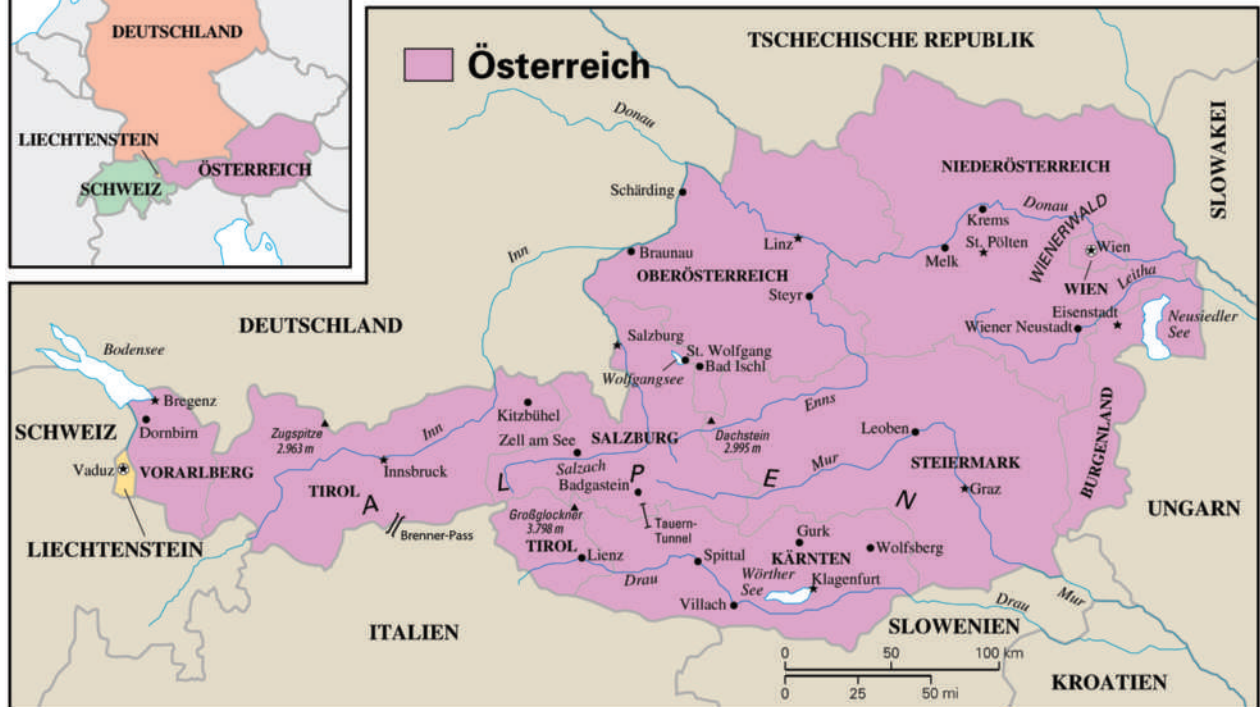 DEUTSCHLAND
LIECHTENSTEIN
ÖSTERREICH
SCHWEIZ
Österreich
TSCHECHISCHE REPUBLIK
SLOWAKEI
Donau
NIEDERÖSTERREICH
Schärding
Krems
Donau
WIENERWALD
Linz
St. Pölten
Wien
Inn
Braunau
Melk
OBERÖSTERREICH
WIEN
Leitha
Steyr
Eisenstadt
Neusiedler
See
DEUTSCHLAND
Wiener Neustadt
Salzburg
Bodensee
St. Wolfgang
Bad Ischl
Wolfgangsee
Bregenz
Kitzbühel
Enns
Dornbirn
BURGENLAND
SCHWEIZ
Zugspitze
2.963 m
Inn
Zell am See
SALZBURG
Dachstein
2.995 m
Leoben
Vaduz
VORARLBERG
Innsbruck
Salzach
Mur
STEIERMARK
Badgastein
TIROL
A
L
P
E
N
Graz
UNGARN
Großglockner
3.798 m
Brenner-Pass
Tauern-
Tunnel
Gurk
LIECHTENSTEIN
TIROL
Lienz
Spittal
KÄRNTEN
Wolfsberg
Drau
Wörther
See
Klagenfurt
Villach
Drau
Mur
ITALIEN
SLOWENIEN
0
50
100 km
0
25
50 mi
KROATIEN